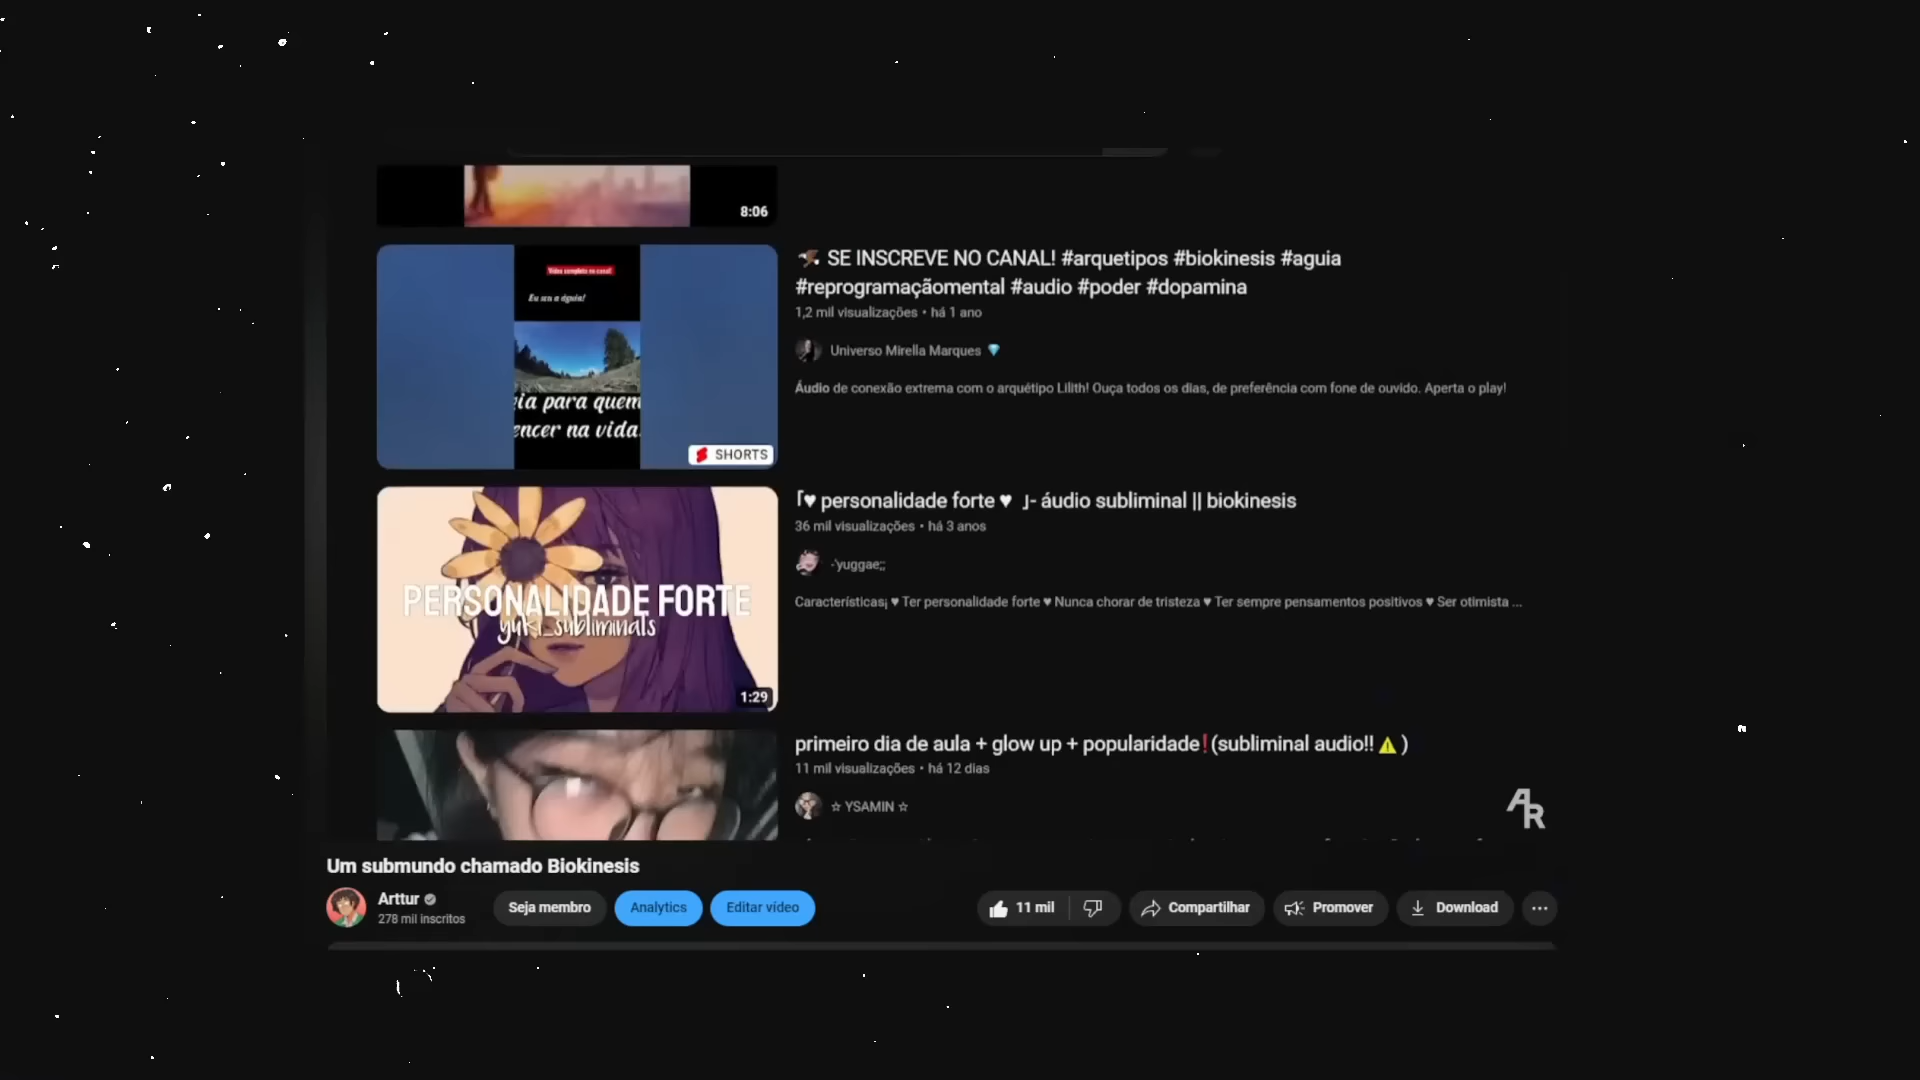 8:06
Vídeo completo no canal!
Eu sou a águia!
ia para quem
encer na vida.
SHORTS
SE INSCREVE NO CANAL! #arquetipos #biokinesis #aguia
#reprogramaçãomental #audio #poder #dopamina
1,2 mil visualizações • há 1 ano
Universo Mirella Marques
Áudio de conexão extrema com o arquétipo Lilith! Ouça todos os dias, de preferência com fone de ouvido. Aperta o play!
PERSONALIDADE FORTE
yuki_subliminals
1:29
「♥ personalidade forte ♥ 」- áudio subliminal || biokinesis
36 mil visualizações • há 3 anos
-'yuggae;;
Características¡ ♥ Ter personalidade forte ♥ Nunca chorar de tristeza ♥ Ter sempre pensamentos positivos ♥ Ser otimista ...
primeiro dia de aula + glow up + popularidade❗(subliminal audio!! ⚠️ )
11 mil visualizações • há 12 dias
☆ YSAMIN ☆
AR
Um submundo chamado Biokinesis
Arttur
278 mil inscritos
Seja membro
Analytics
Editar vídeo
11 mil
Compartilhar
Promover
Download